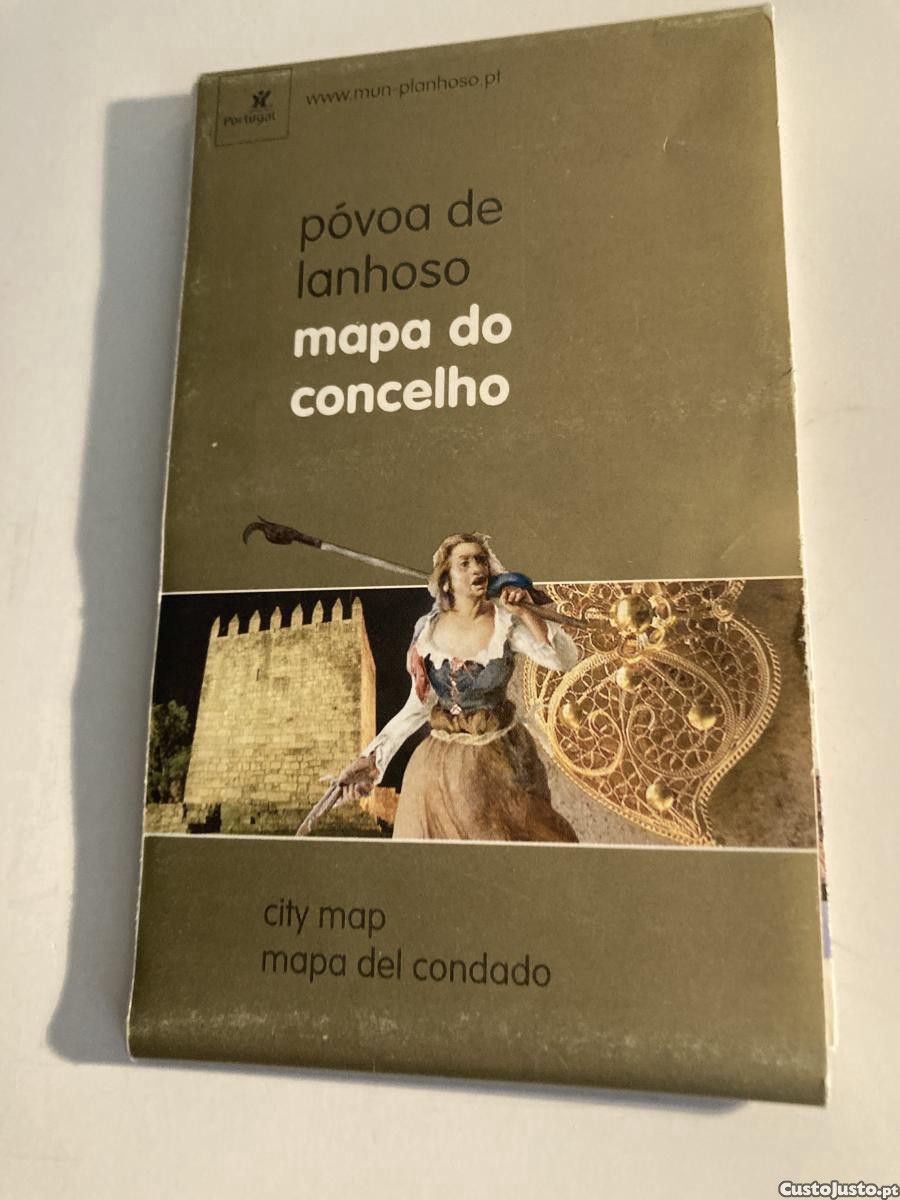 Portugal
www.mun-planhoso.pt
póvoa de
lanhoso
mapa do
concelho
city map
mapa del condado
CustoJusto.pt